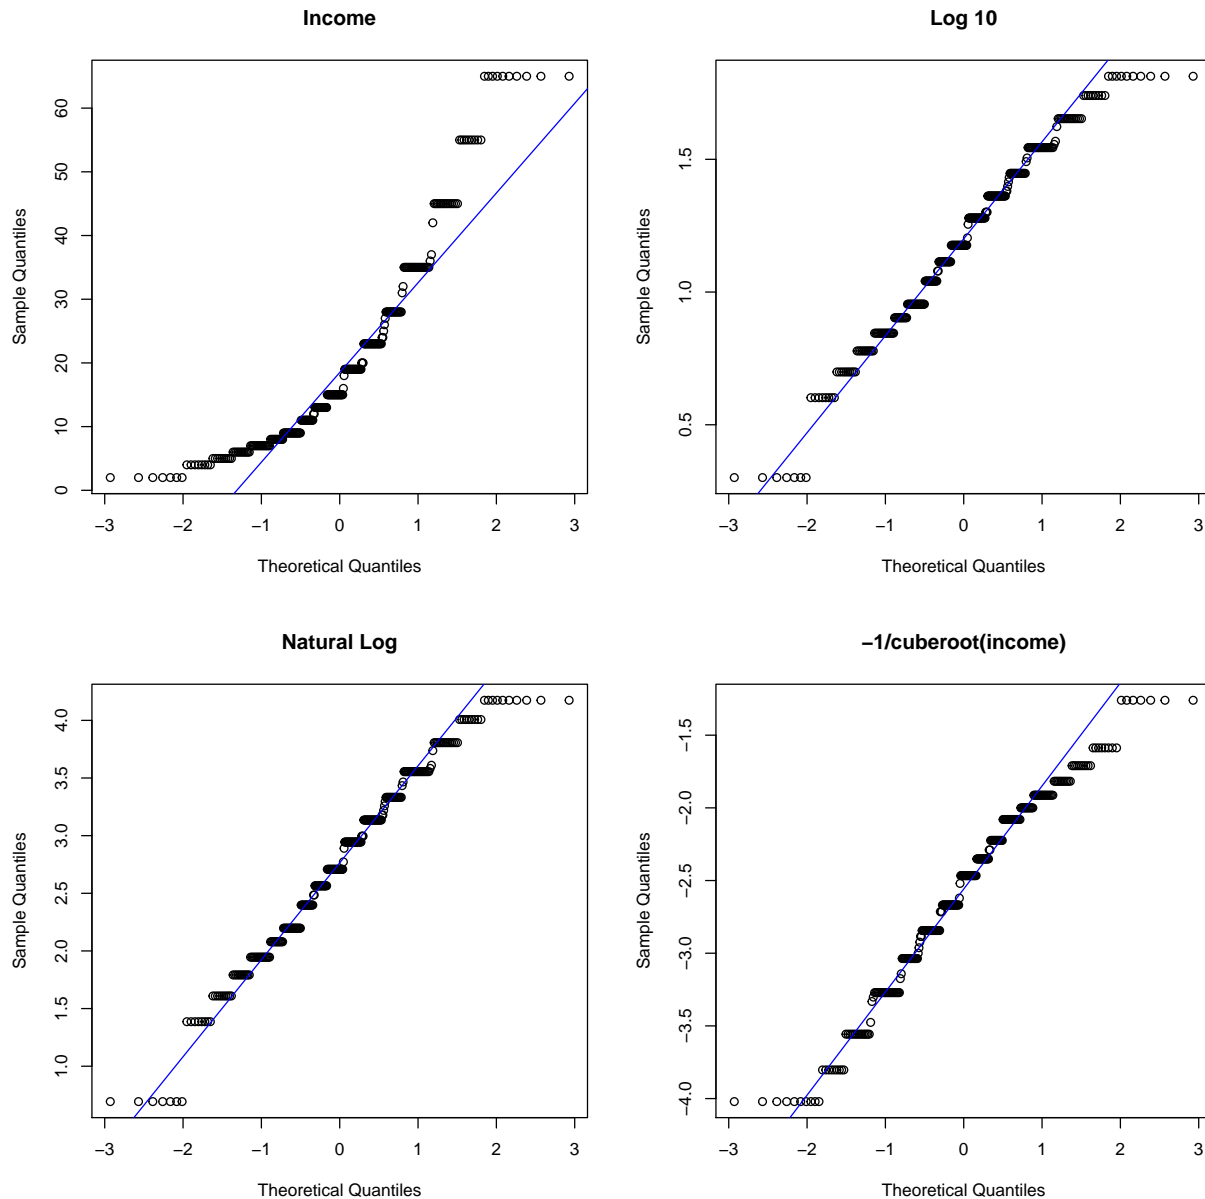 Income
Sample Quantiles
0 10 20 30 40 50 60
−3 −2 −1 0 1 2 3
Theoretical Quantiles
Log 10
Sample Quantiles
0.5 1.0 1.5
−3 −2 −1 0 1 2 3
Theoretical Quantiles
Natural Log
Sample Quantiles
1.0 1.5 2.0 2.5 3.0 3.5 4.0
−3 −2 −1 0 1 2 3
Theoretical Quantiles
−1/cuberoot(income)
Sample Quantiles
−4.0 −3.5 −3.0 −2.5 −2.0 −1.5
−3 −2 −1 0 1 2 3
Theoretical Quantiles